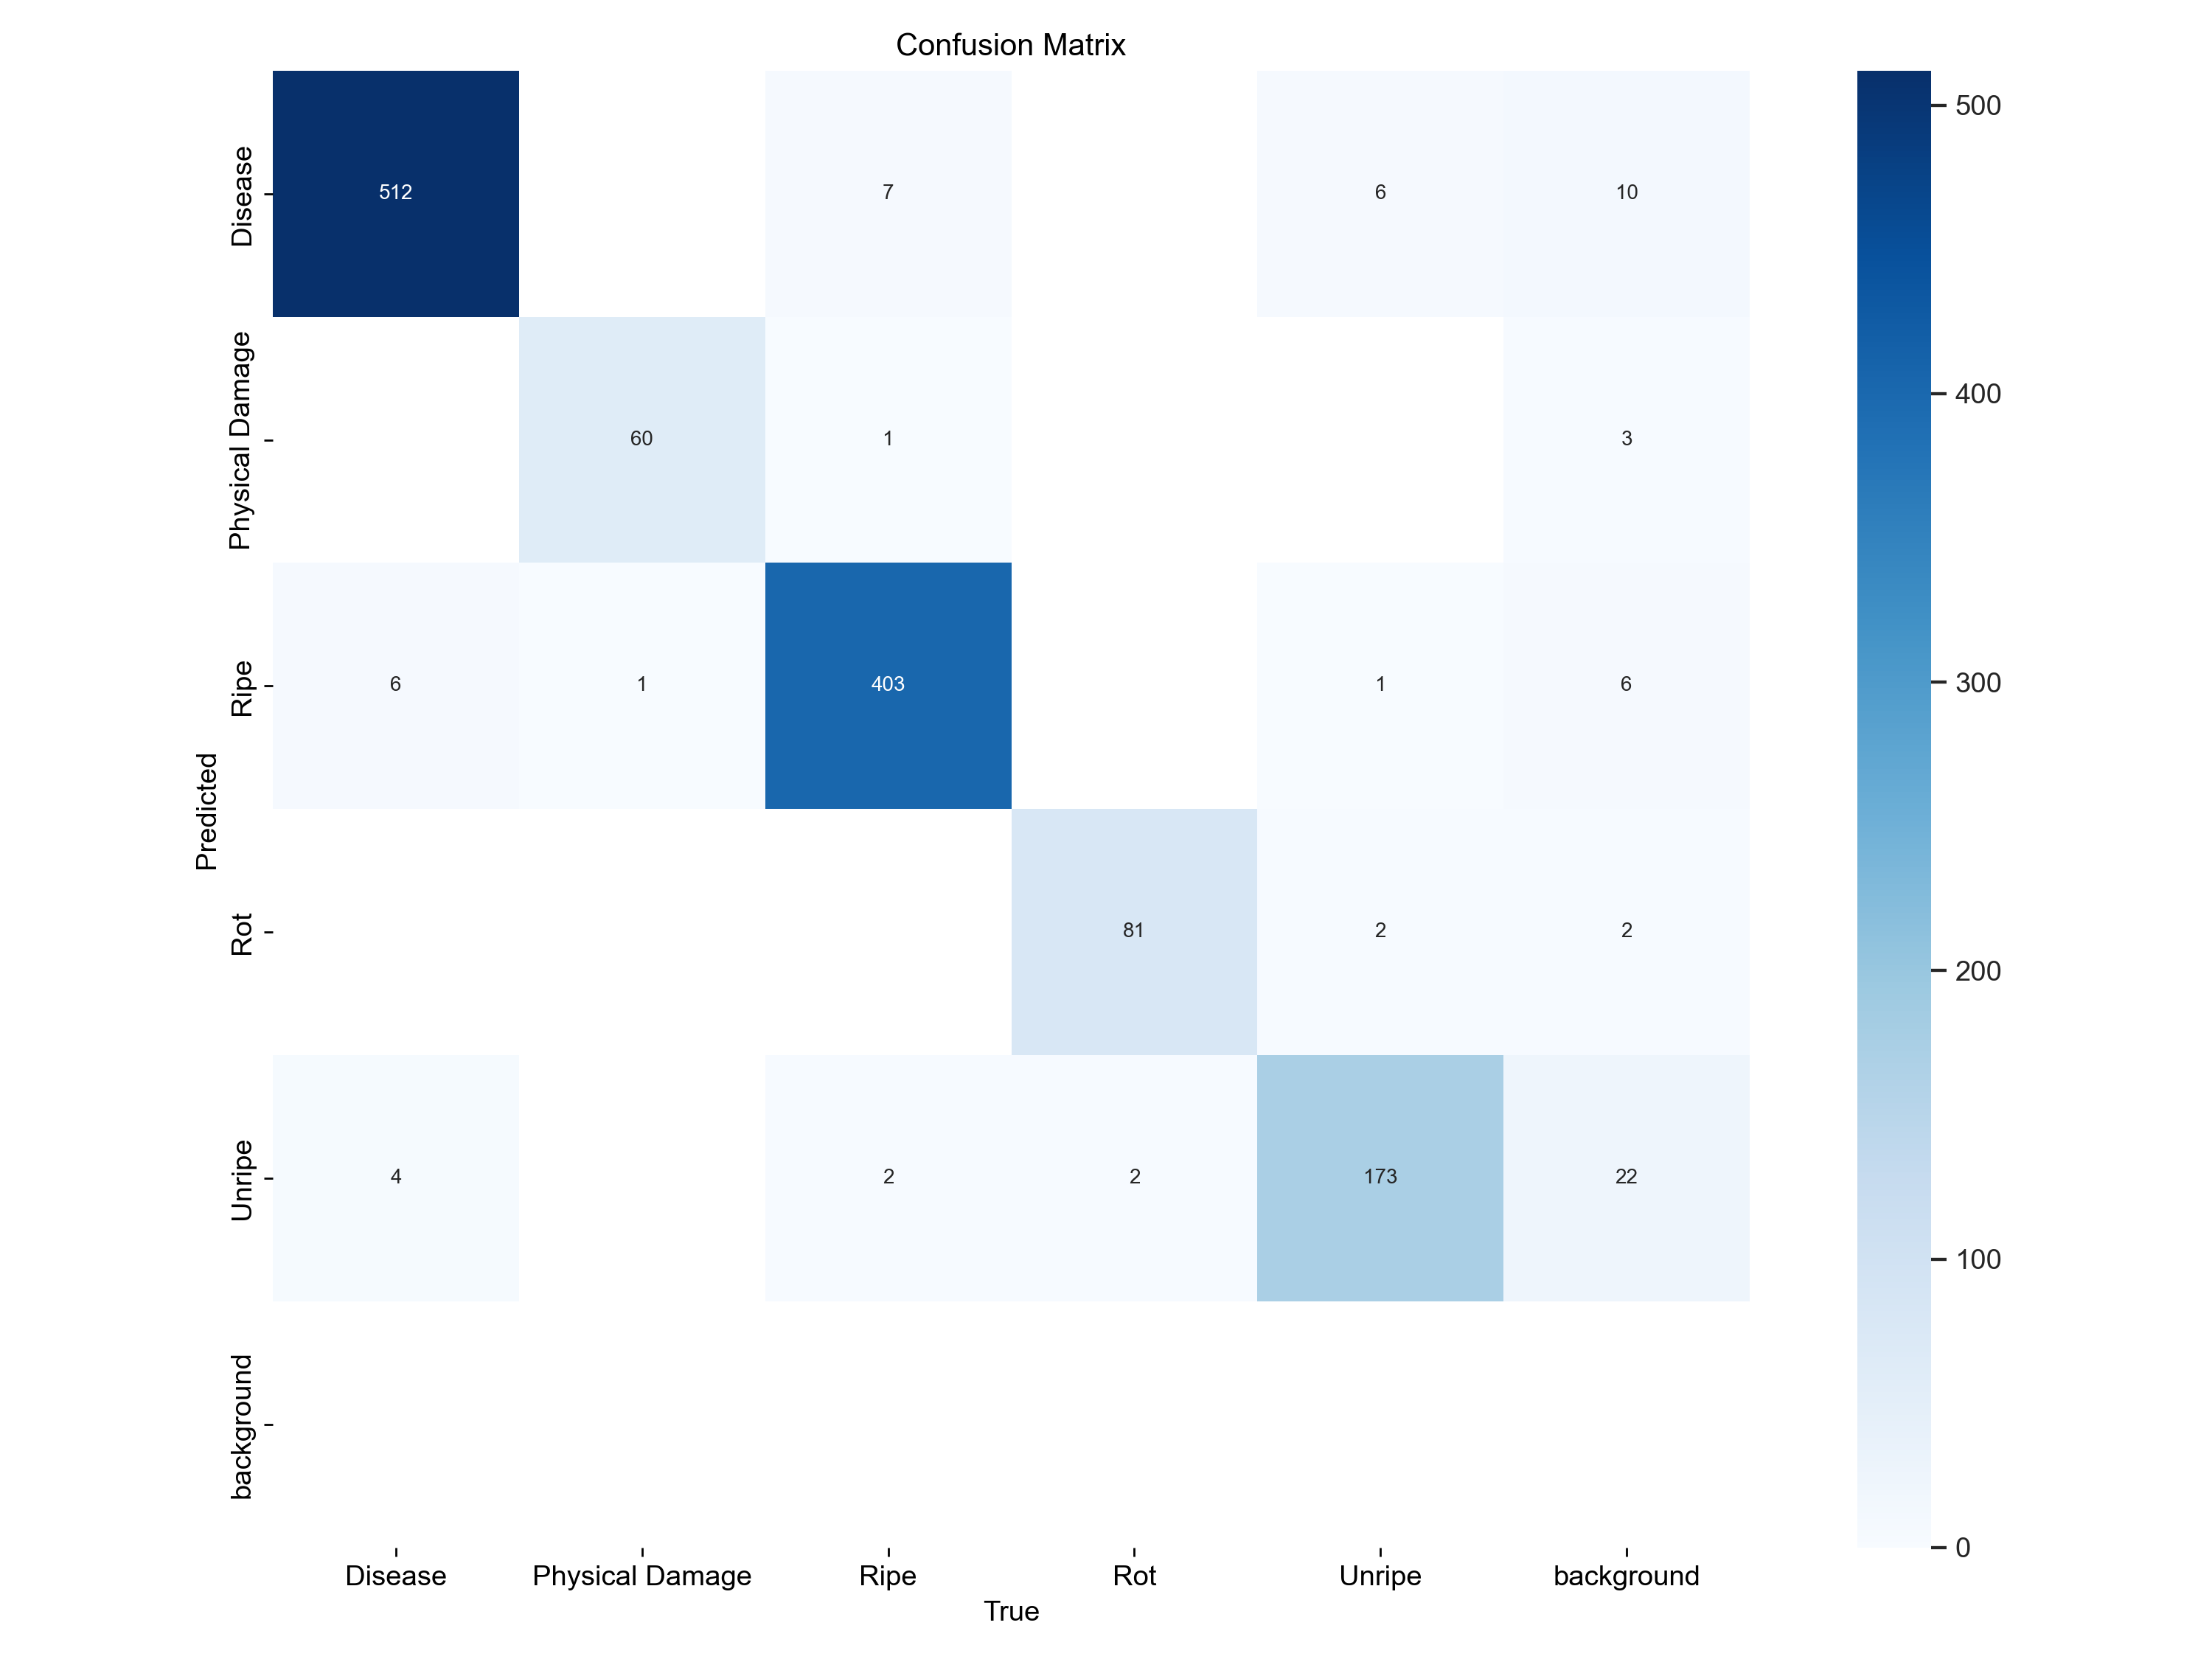 Confusion Matrix
Disease
512
7
6
10
500
Physical Damage
60
1
3
400
Ripe
6
1
403
1
6
300
Predicted
Rot
81
2
2
200
Unripe
4
2
2
173
22
100
background
0
Disease
Physical Damage
Ripe
Rot
Unripe
background
True